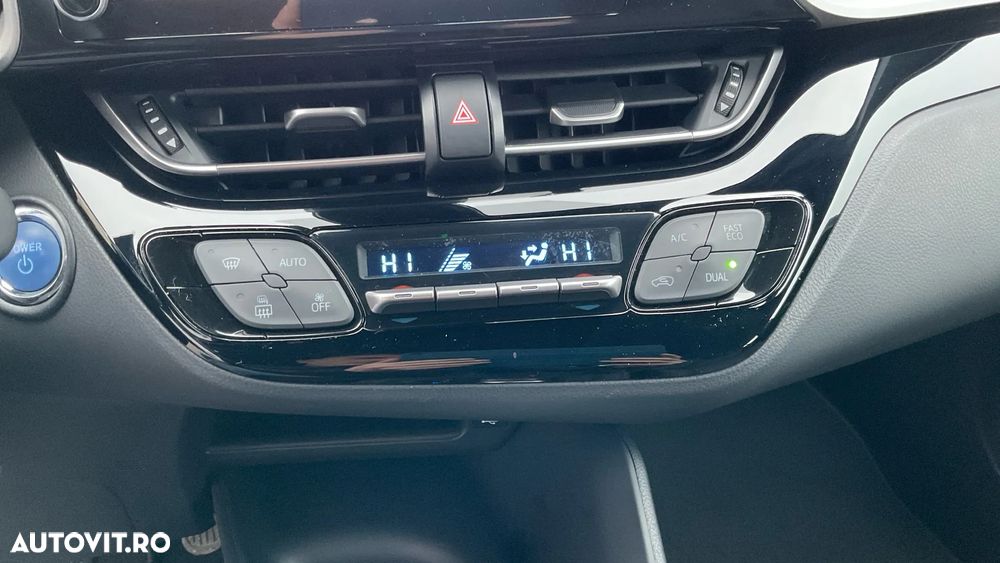 POWER
AUTO
OFF
HI
HI
A/C
FAST
ECO
DUAL
AUTOVIT.RO